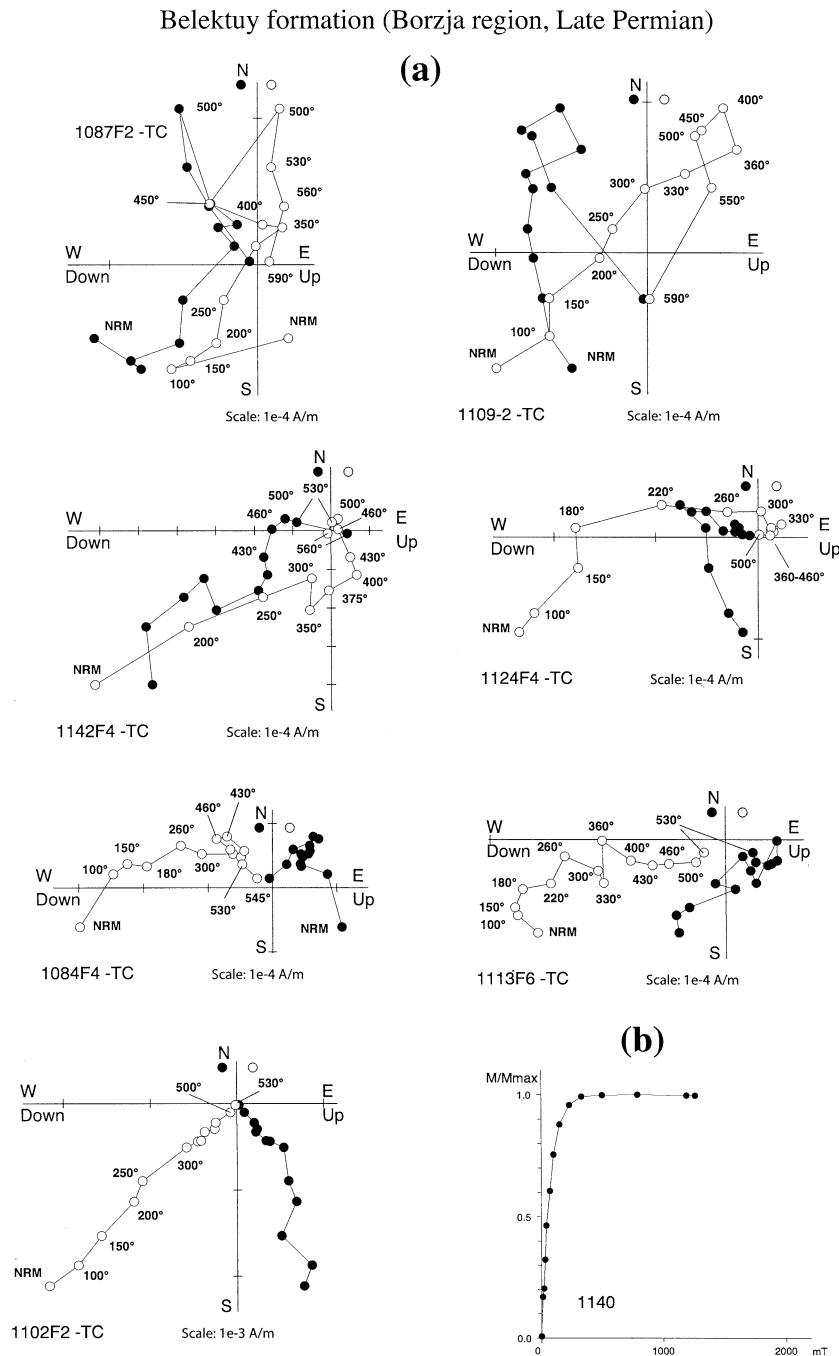 Belektuy formation (Borzja region, Late Permian)
(a)
N
1087F2 -TC
500°
500°
530°
450°
400°
560°
350°
W
E
Down
Up
590°
250°
NRM
NRM
200°
150°
100°
S
Scale: 1e-4 A/m
N
400°
450°
500°
360°
300°
330°
550°
250°
W
E
Down
Up
200°
150°
590°
100°
NRM
NRM
S
1109-2 -TC
Scale: 1e-4 A/m
N
530°
500°
500°
460°
460°
W
E
Down
Up
430°
560°
430°
300°
400°
375°
250°
350°
200°
NRM
S
1142F4 -TC
Scale: 1e-4 A/m
N
220°
260°
300°
180°
330°
W
E
Down
Up
500°
150°
360-460°
100°
NRM
S
1124F4 -TC
Scale: 1e-4 A/m
430°
460°
N
260°
150°
100°
300°
180°
W
E
Down
Up
530°
545°
NRM
NRM
S
1084F4 -TC
Scale: 1e-4 A/m
N
530°
360°
W
E
Down
Up
260°
400°
460°
300°
430°
500°
180°
220°
330°
150°
100°
NRM
S
1113F6 -TC
Scale: 1e-4 A/m
N
500°
530°
W
E
Down
Up
300°
250°
200°
150°
NRM
100°
S
1102F2 -TC
Scale: 1e-3 A/m
(b)
M/Mmax
1.0
0.5
1140
0.0
0
1000
2000
mT